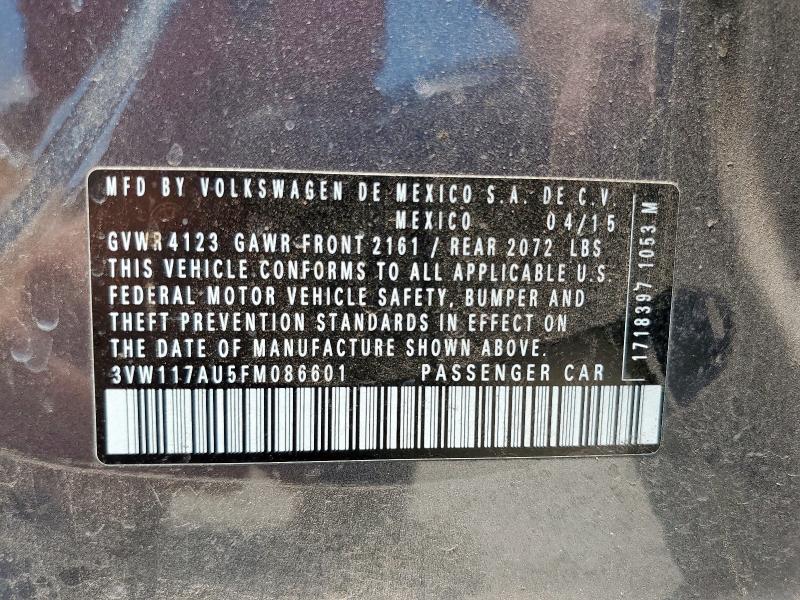 MFD BY VOLKSWAGEN DE MEXICO S.A. DE C.V.
MEXICO 04/15
GVWR 4123 GAWR FRONT 2161 / REAR 2072 LBS
THIS VEHICLE CONFORMS TO ALL APPLICABLE U.S.
FEDERAL MOTOR VEHICLE SAFETY, BUMPER AND
THEFT PREVENTION STANDARDS IN EFFECT ON
THE DATE OF MANUFACTURE SHOWN ABOVE.
3VW117AU5FM086601 PASSENGER CAR
1718397 1053 M